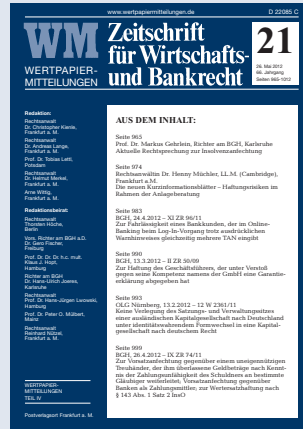 www.wertpapiermitteilungen.de
D 22065 C
WM
WERTPAPIER-
MITTEILUNGEN
Zeitschrift
für Wirtschafts-
und Bankrecht
21
26. Mai 2012
66. Jahrgang
Seiten 965-1012
Redaktion:
Rechtsanwalt
Dr. Christopher Kienle,
Frankfurt a. M.
Rechtsanwalt
Dr. Andreas Lange,
Frankfurt a. M.
Prof. Dr. Tobias Lettl,
Potsdam
Rechtsanwalt
Dr. Helmut Merkel,
Frankfurt a. M.
Arne Wittig,
Frankfurt a. M.
Redaktionsbeirat:
Rechtsanwalt
Thorsten Höche,
Berlin
Vors. Richter am BGH a.D.
Dr. Gero Fischer,
Freiburg
Prof. Dr. Dr. Dr. h.c. mult.
Klaus J. Hopt,
Hamburg
Richter am BGH
Dr. Hans-Ulrich Joeres,
Karlsruhe
Prof. Dr. Hans-Jürgen Lwowski,
Hamburg
Prof. Dr. Peter O. Mülbert,
Mainz
Rechtsanwalt
Reinhard Nützel,
Frankfurt a. M.
WERTPAPIER-
MITTEILUNGEN
TEIL IV
Postverlagsort Frankfurt a. M.
AUS DEM INHALT:
Seite 965
Prof. Dr. Markus Gehrlein, Richter am BGH, Karlsruhe
Aktuelle Rechtsprechung zur Insolvenzanfechtung
Seite 974
Rechtsanwältin Dr. Henny Müchler, LL.M. (Cambridge),
Frankfurt a.M.
Die neuen Kurzinformationsblätter – Haftungsrisiken im
Rahmen der Anlageberatung
Seite 983
BGH, 24.4.2012 – XI ZR 96/11
Zur Fahrlässigkeit eines Bankkunden, der im Online-
Banking beim Log-In-Vorgang trotz ausdrücklichen
Warnhinweises gleichzeitig mehrere TAN eingibt
Seite 990
BGH, 13.3.2012 – II ZR 50/09
Zur Haftung des Geschäftsführers, der unter Verstoß
gegen seine Kompetenz namens der GmbH eine Garantie-
erklärung abgegeben hat
Seite 993
OLG Nürnberg, 13.2.2012 – 12 W 2361/11
Keine Verlegung des Satzungs- und Verwaltungssitzes
einer ausländischen Kapitalgesellschaft nach Deutschland
unter identitätswahrendem Formwechsel in eine Kapital-
gesellschaft nach deutschem Recht
Seite 999
BGH, 26.4.2012 – IX ZR 74/11
Zur Vorsatzanfechtung gegenüber einem uneigennützigen
Treuhänder, der ihm überlassene Geldbeträge nach Kennt-
nis der Zahlungsunfähigkeit des Schuldners an bestimmte
Gläubiger weiterleitet; Vorsatzanfechtung gegenüber
Banken als Zahlungsmittler; zur Wertersatzpflicht nach
§ 143 Abs. 1 Satz 2 InsO